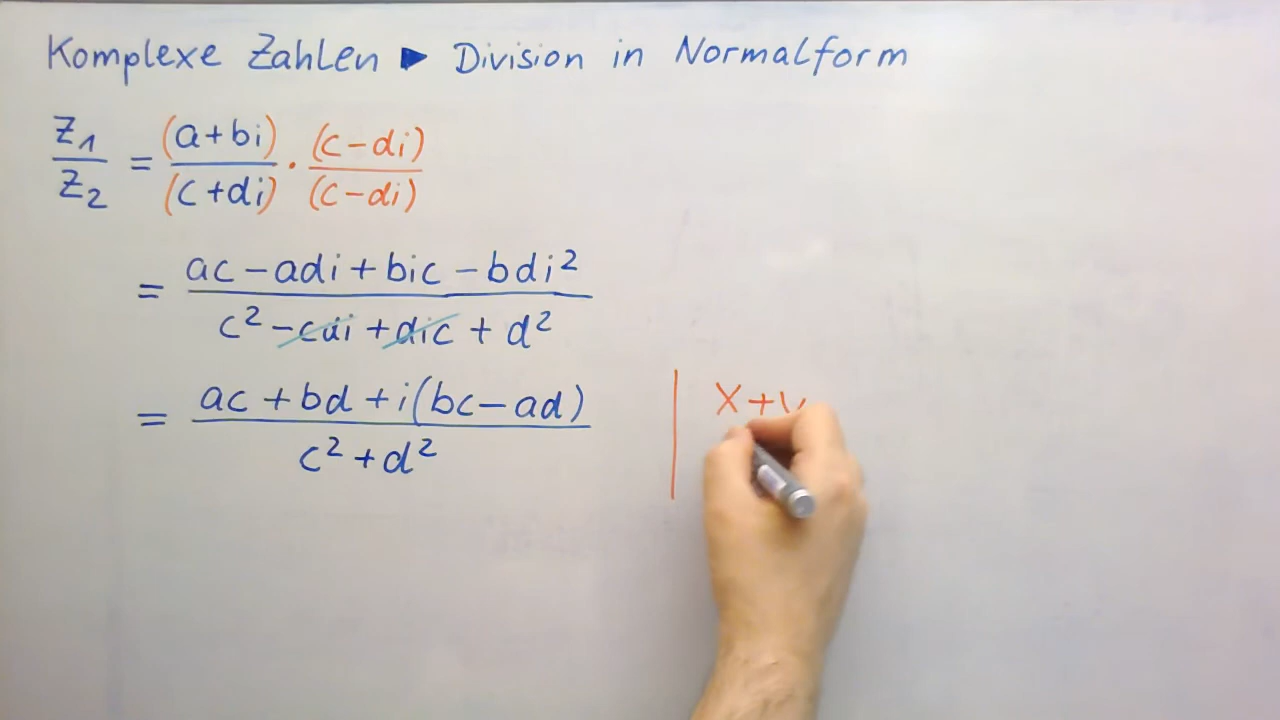 Komplexe Zahlen ► Division in Normalform
z₁/z₂ = (a+bi)/(c+di) · (c-di)/(c-di)
= (ac - adi + bic - bdi²)/(c² - cdi + dic + d²)
= (ac + bd + i(bc - ad))/(c² + d²)
x +